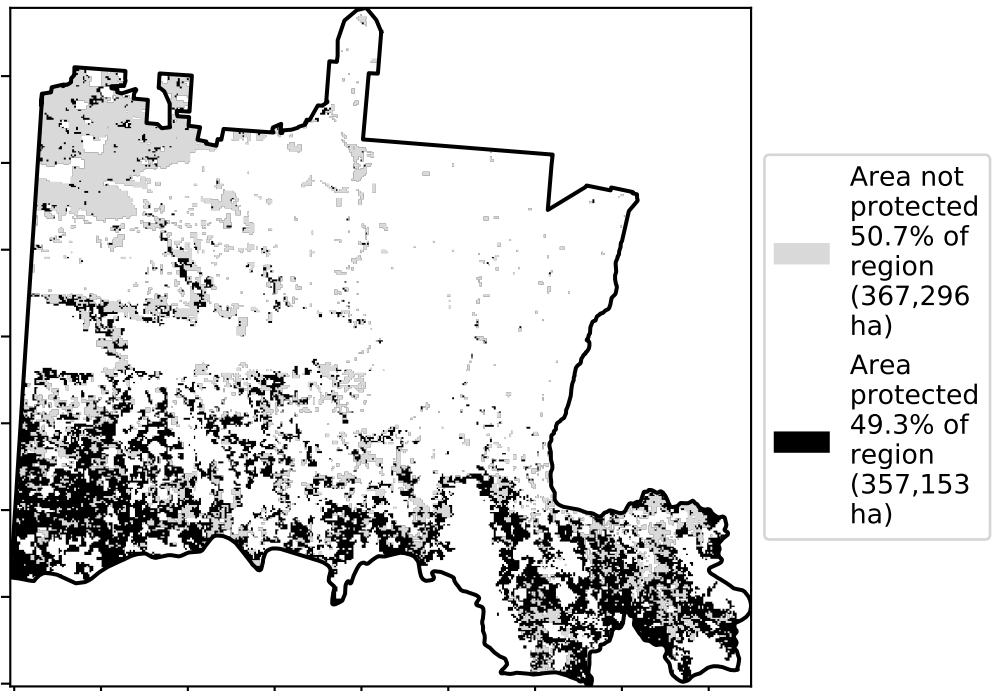 Area not
protected
50.7% of
region
(367,296
ha)
Area
protected
49.3% of
region
(357,153
ha)